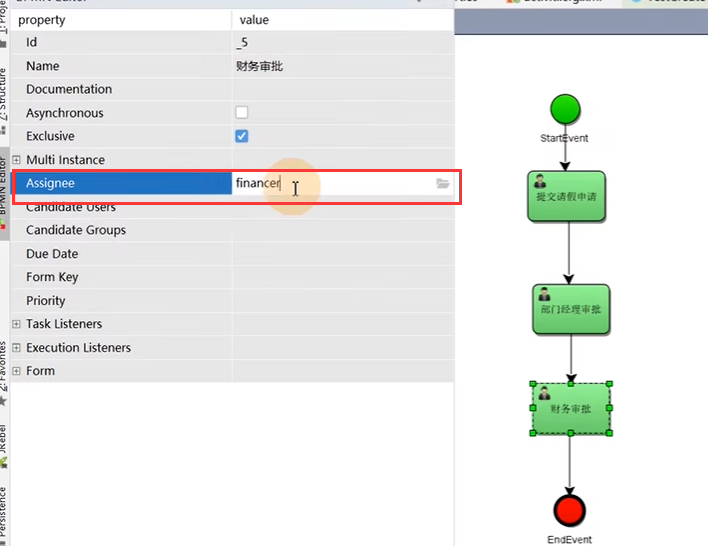 BPMN Editor
property value
Id _5
Name 财务审批
Documentation
Asynchronous
Exclusive
Multi Instance
Assignee financer
Candidate Users
Candidate Groups
Due Date
Form Key
Priority
Task Listeners
Execution Listeners
Form
Z: Structure
BPMN Editor
2: Favorites
JRebel
Persistence
StartEvent
提交请假申请
部门经理审批
财务审批
EndEvent